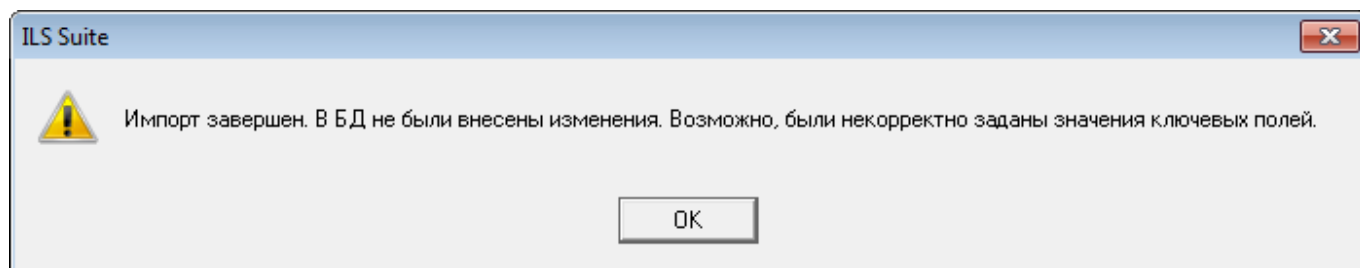 ILS Suite
Импорт завершен. В БД не были внесены изменения. Возможно, были некорректно заданы значения ключевых полей.
OK